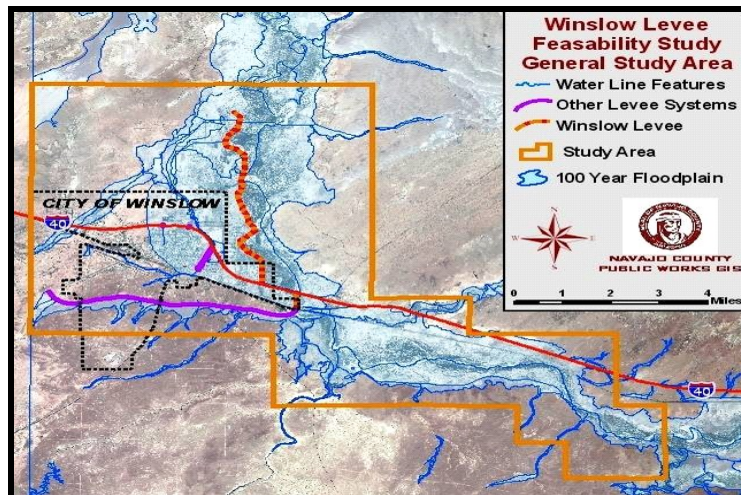 Winslow Levee
Feasability Study
General Study Area
Water Line Features
Other Levee Systems
Winslow Levee
Study Area
100 Year Floodplain
N
W E
S
NAVAJO COUNTY
PUBLIC WORKS GIS
0 1 2 3 4
Miles
CITY OF WINSLOW
40
40